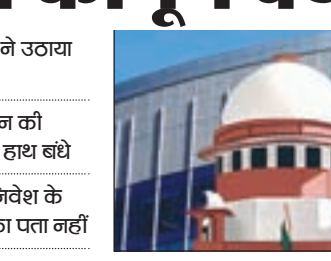 कानून
ने उठाया
न की
हाथ बंधे
निवेश के
का पता नहीं